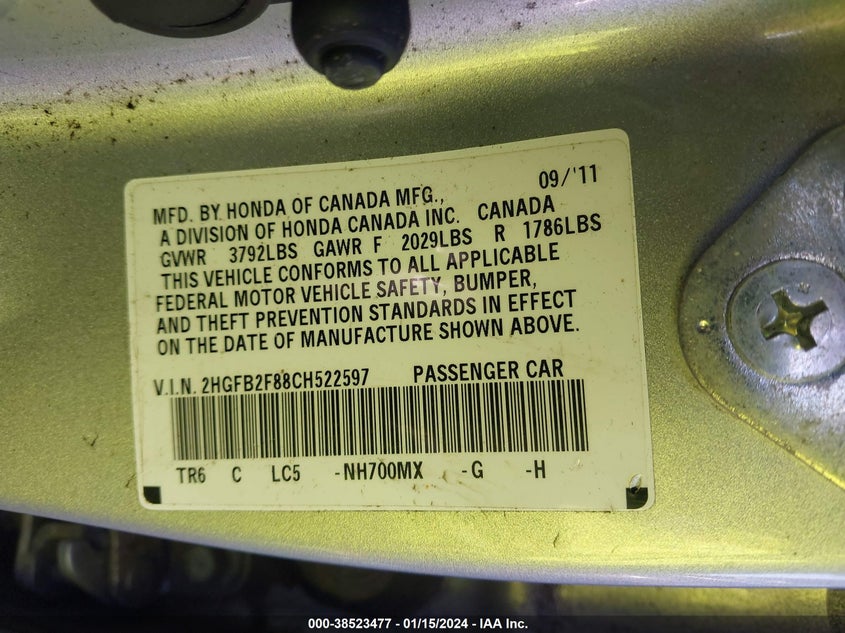 09/'11
MFD. BY HONDA OF CANADA MFG.,
A DIVISION OF HONDA CANADA INC. CANADA
GVWR 3792LBS GAWR F 2029LBS R 1786LBS
THIS VEHICLE CONFORMS TO ALL APPLICABLE
FEDERAL MOTOR VEHICLE SAFETY, BUMPER,
AND THEFT PREVENTION STANDARDS IN EFFECT
ON THE DATE OF MANUFACTURE SHOWN ABOVE.
V.I.N. 2HGFB2F88CH522597 PASSENGER CAR
TR6 C LC5 -NH700MX -G -H
000-38523477 - 01/15/2024 - IAA Inc.